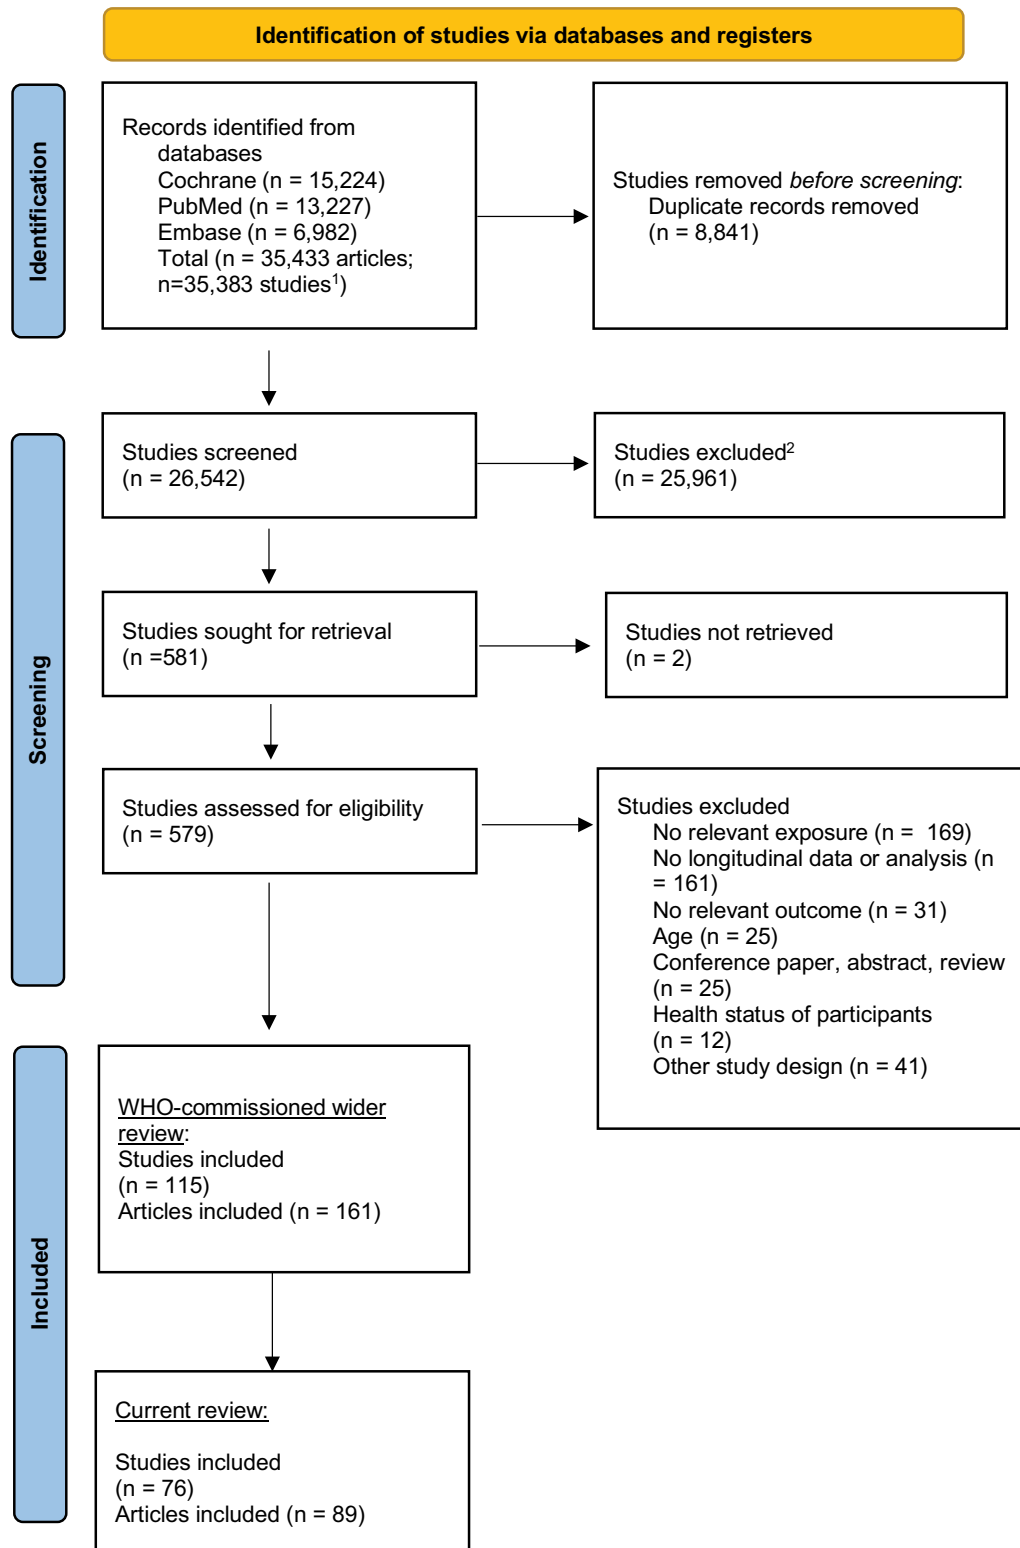 Identification of studies via databases and registers
Identification
Records identified from
databases
Cochrane (n = 15,224)
PubMed (n = 13,227)
Embase (n = 6,982)
Total (n = 35,433 articles;
n=35,383 studies¹)
Studies removed before screening:
Duplicate records removed
(n = 8,841)
Screening
Studies screened
(n = 26,542)
Studies excluded²
(n = 25,961)
Studies sought for retrieval
(n =581)
Studies not retrieved
(n = 2)
Studies assessed for eligibility
(n = 579)
Studies excluded
No relevant exposure (n =  169)
No longitudinal data or analysis (n
= 161)
No relevant outcome (n = 31)
Age (n = 25)
Conference paper, abstract, review
(n = 25)
Health status of participants
(n = 12)
Other study design (n = 41)
Included
WHO-commissioned wider
review:
Studies included
(n = 115)
Articles included (n = 161)
Current review:
Studies included
(n = 76)
Articles included (n = 89)